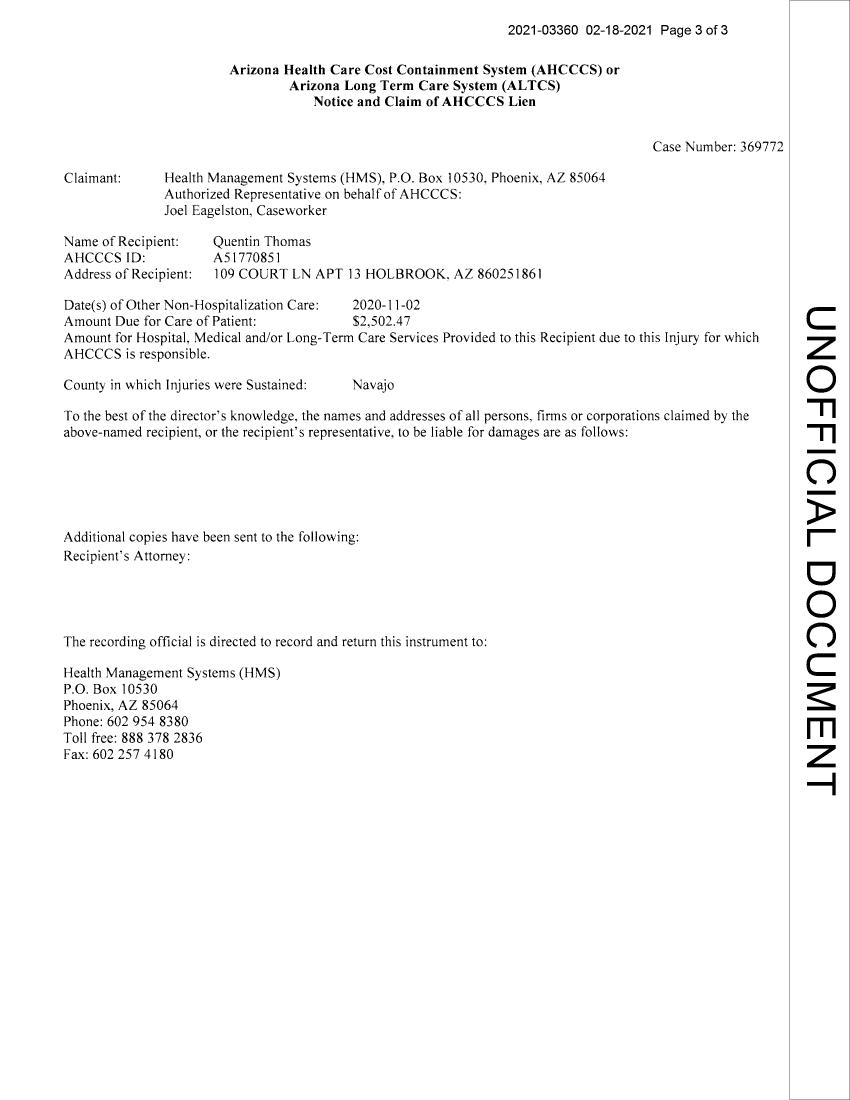 2021-03360 02-18-2021 Page 3 of 3
Arizona Health Care Cost Containment System (AHCCCS) or
Arizona Long Term Care System (ALTCS)
Notice and Claim of AHCCCS Lien
Case Number: 369772
Claimant: Health Management Systems (HMS), P.O. Box 10530, Phoenix, AZ 85064
Authorized Representative on behalf of AHCCCS:
Joel Eagelston, Caseworker
Name of Recipient: Quentin Thomas
AHCCCS ID: A51770851
Address of Recipient: 109 COURT LN APT 13 HOLBROOK, AZ 860251861
Date(s) of Other Non-Hospitalization Care: 2020-11-02
Amount Due for Care of Patient: $2,502.47
Amount for Hospital, Medical and/or Long-Term Care Services Provided to this Recipient due to this Injury for which
AHCCCS is responsible.
County in which Injuries were Sustained: Navajo
To the best of the director's knowledge, the names and addresses of all persons, firms or corporations claimed by the
above-named recipient, or the recipient's representative, to be liable for damages are as follows:
Additional copies have been sent to the following:
Recipient's Attorney:
The recording official is directed to record and return this instrument to:
Health Management Systems (HMS)
P.O. Box 10530
Phoenix, AZ 85064
Phone: 602 954 8380
Toll free: 888 378 2836
Fax: 602 257 4180
UNOFFICIAL DOCUMENT